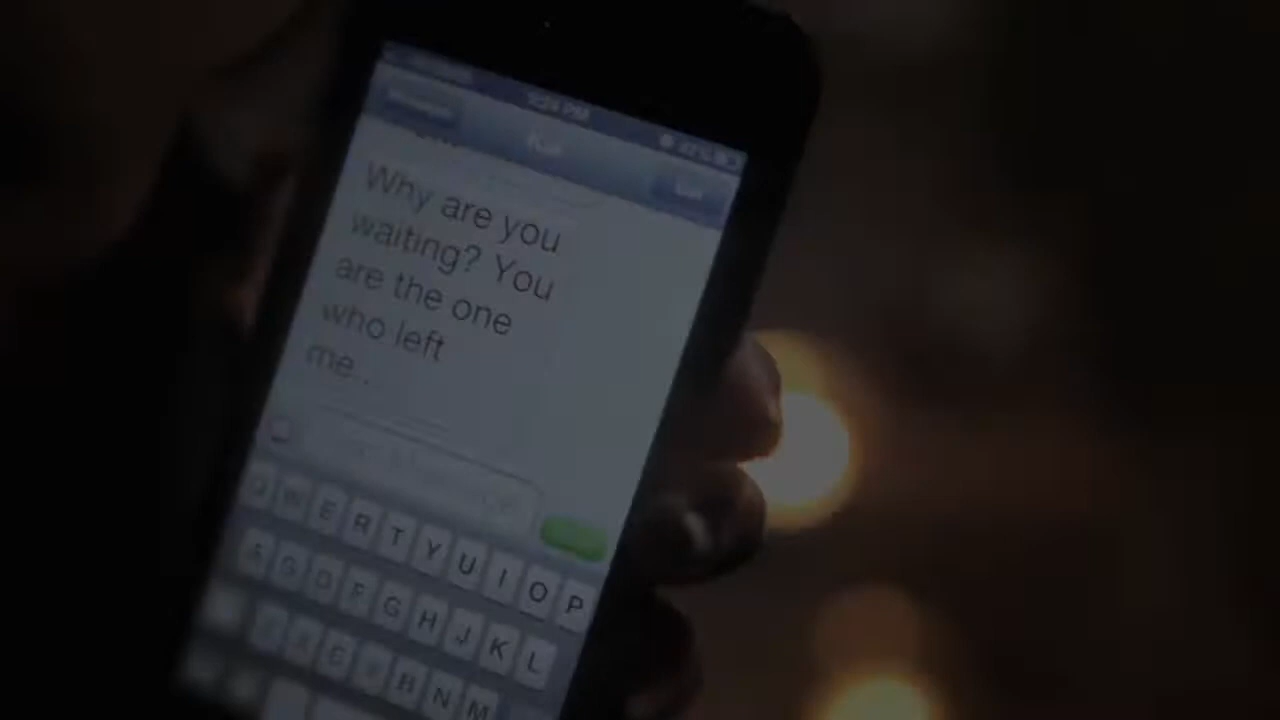 Why are you
waiting? You
are the one
who left
me..
W E R T Y U I O P
A S D F G H J K L
B N M